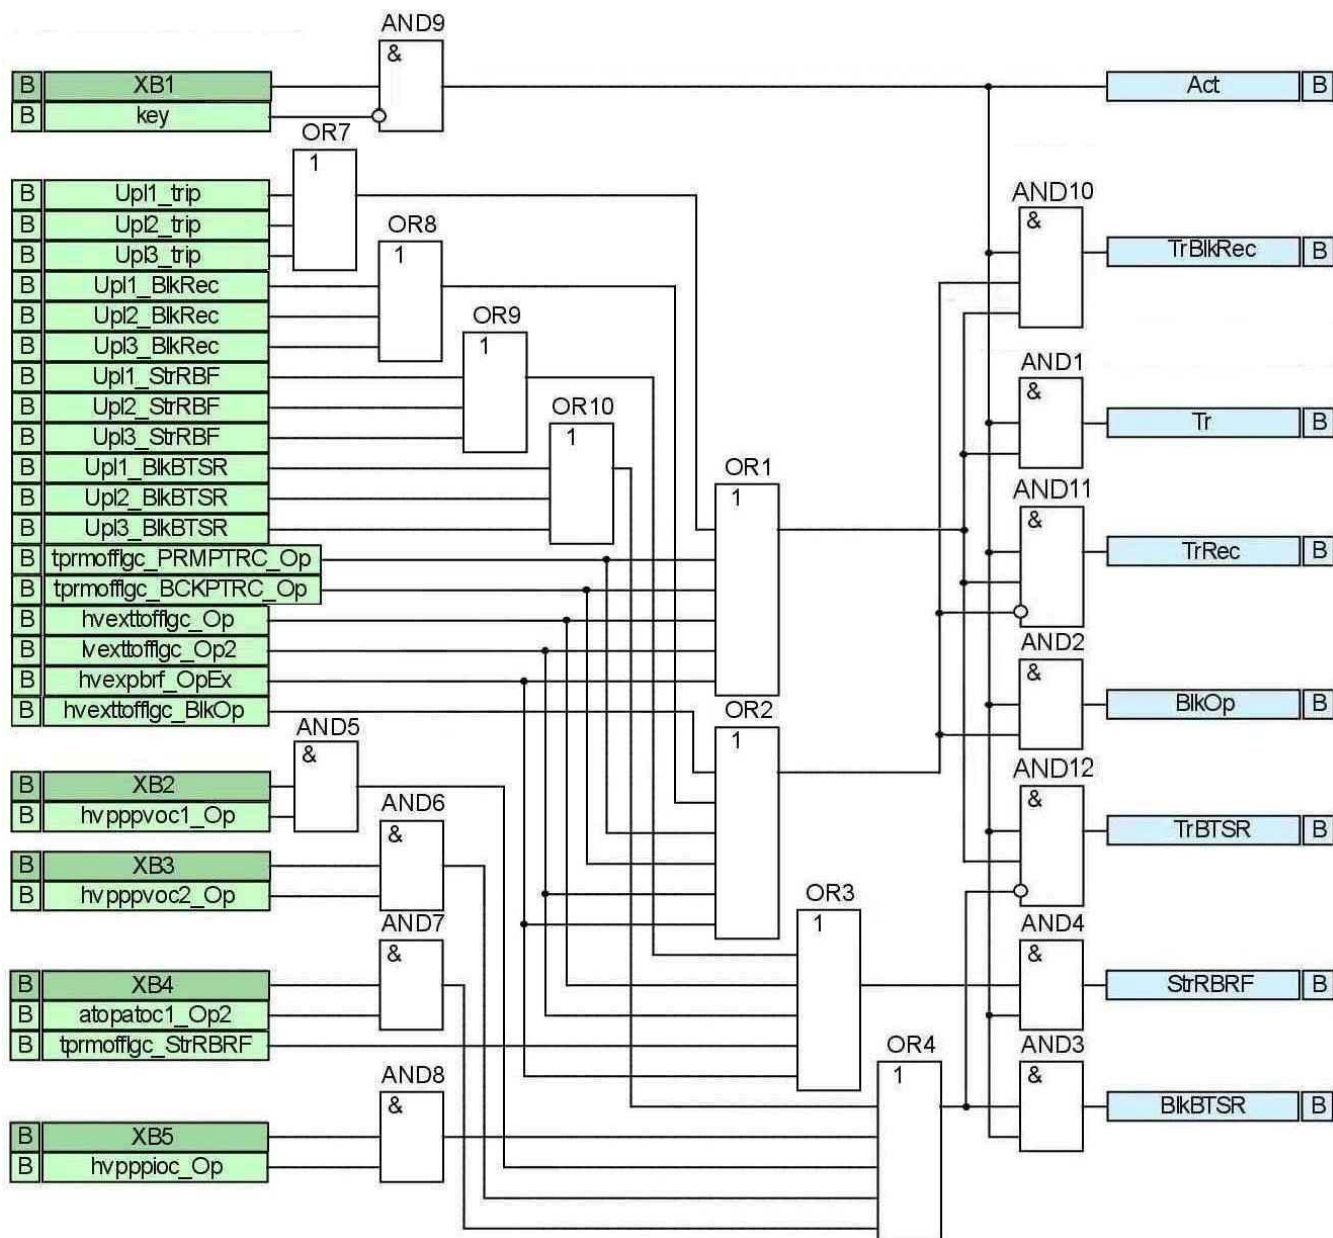 AND9
&
B XB1 Act B
B key
OR7
1
B Upl1_trip
AND10
&
B Upl2_trip
OR8
1
B Upl3_trip TrBlkRec B
B Upl1_BlkRec
B Upl2_BlkRec
OR9
1
B Upl3_BlkRec
AND1
&
B Upl1_StrRBF
B Upl2_StrRBF Tr B
OR10
1
B Upl3_StrRBF
B Upl1_BlkBTSR
OR1
1
AND11
&
B Upl2_BlkBTSR
B Upl3_BlkBTSR
B tprmofflgc_PRMPTRC_Op TrRec B
B tprmofflgc_BCKPTRC_Op
B hvexttofflgc_Op
B lvexttofflgc_Op2
AND2
&
B hvexpbrf_OpEx
B hvexttofflgc_BlkOp BlkOp B
OR2
1
AND5
&
AND12
&
B XB2
B hvpppvoc1_Op
AND6
&
TrBTSR B
B XB3
B hvpppvoc2_Op
OR3
1
AND7
&
AND4
&
B XB4 StrRBRF B
B atopatoc1_Op2
B tprmofflgc_StrRBRF
OR4
1
AND3
&
AND8
&
BlkBTSR B
B XB5
B hvpppioc_Op